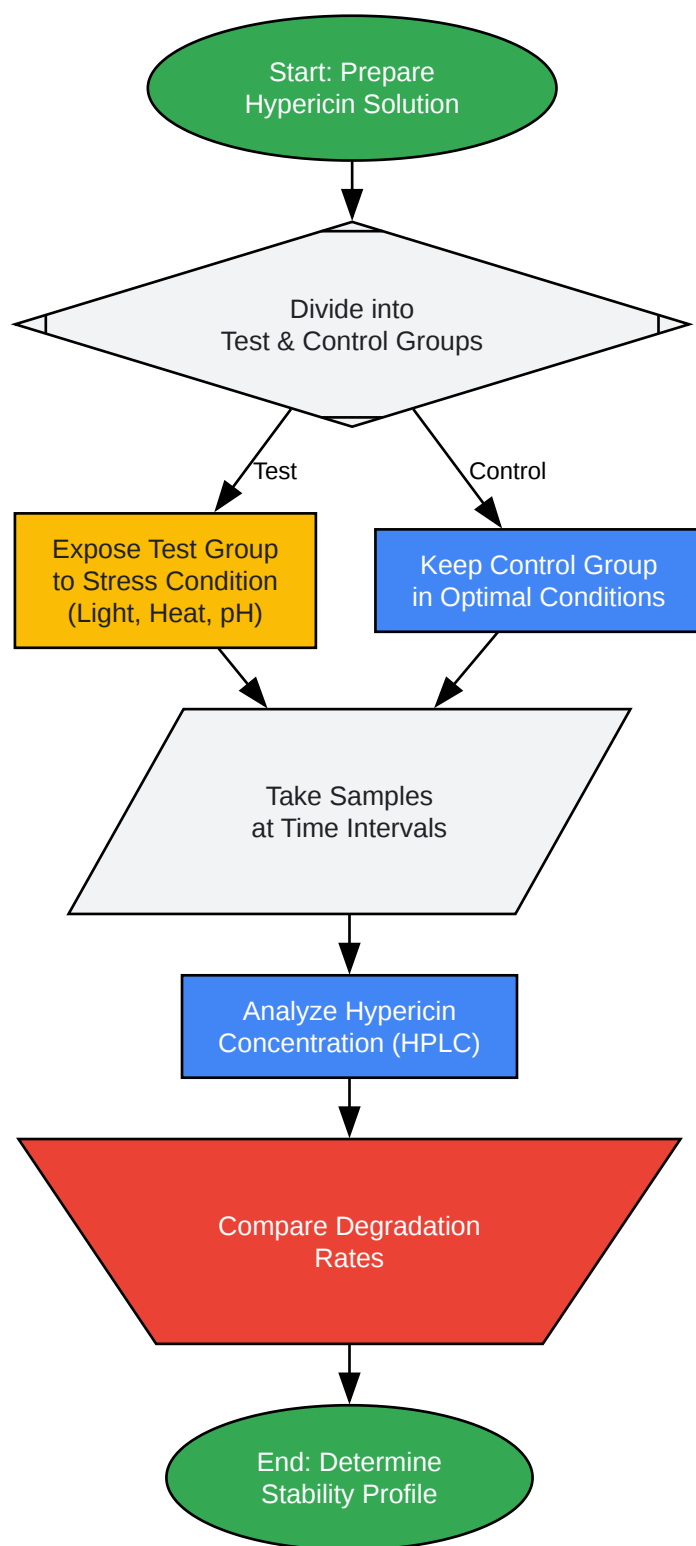 Start: Prepare
Hypericin Solution
Divide into
Test & Control Groups
Test
Control
Expose Test Group
to Stress Condition
(Light, Heat, pH)
Keep Control Group
in Optimal Conditions
Take Samples
at Time Intervals
Analyze Hypericin
Concentration (HPLC)
Compare Degradation
Rates
End: Determine
Stability Profile